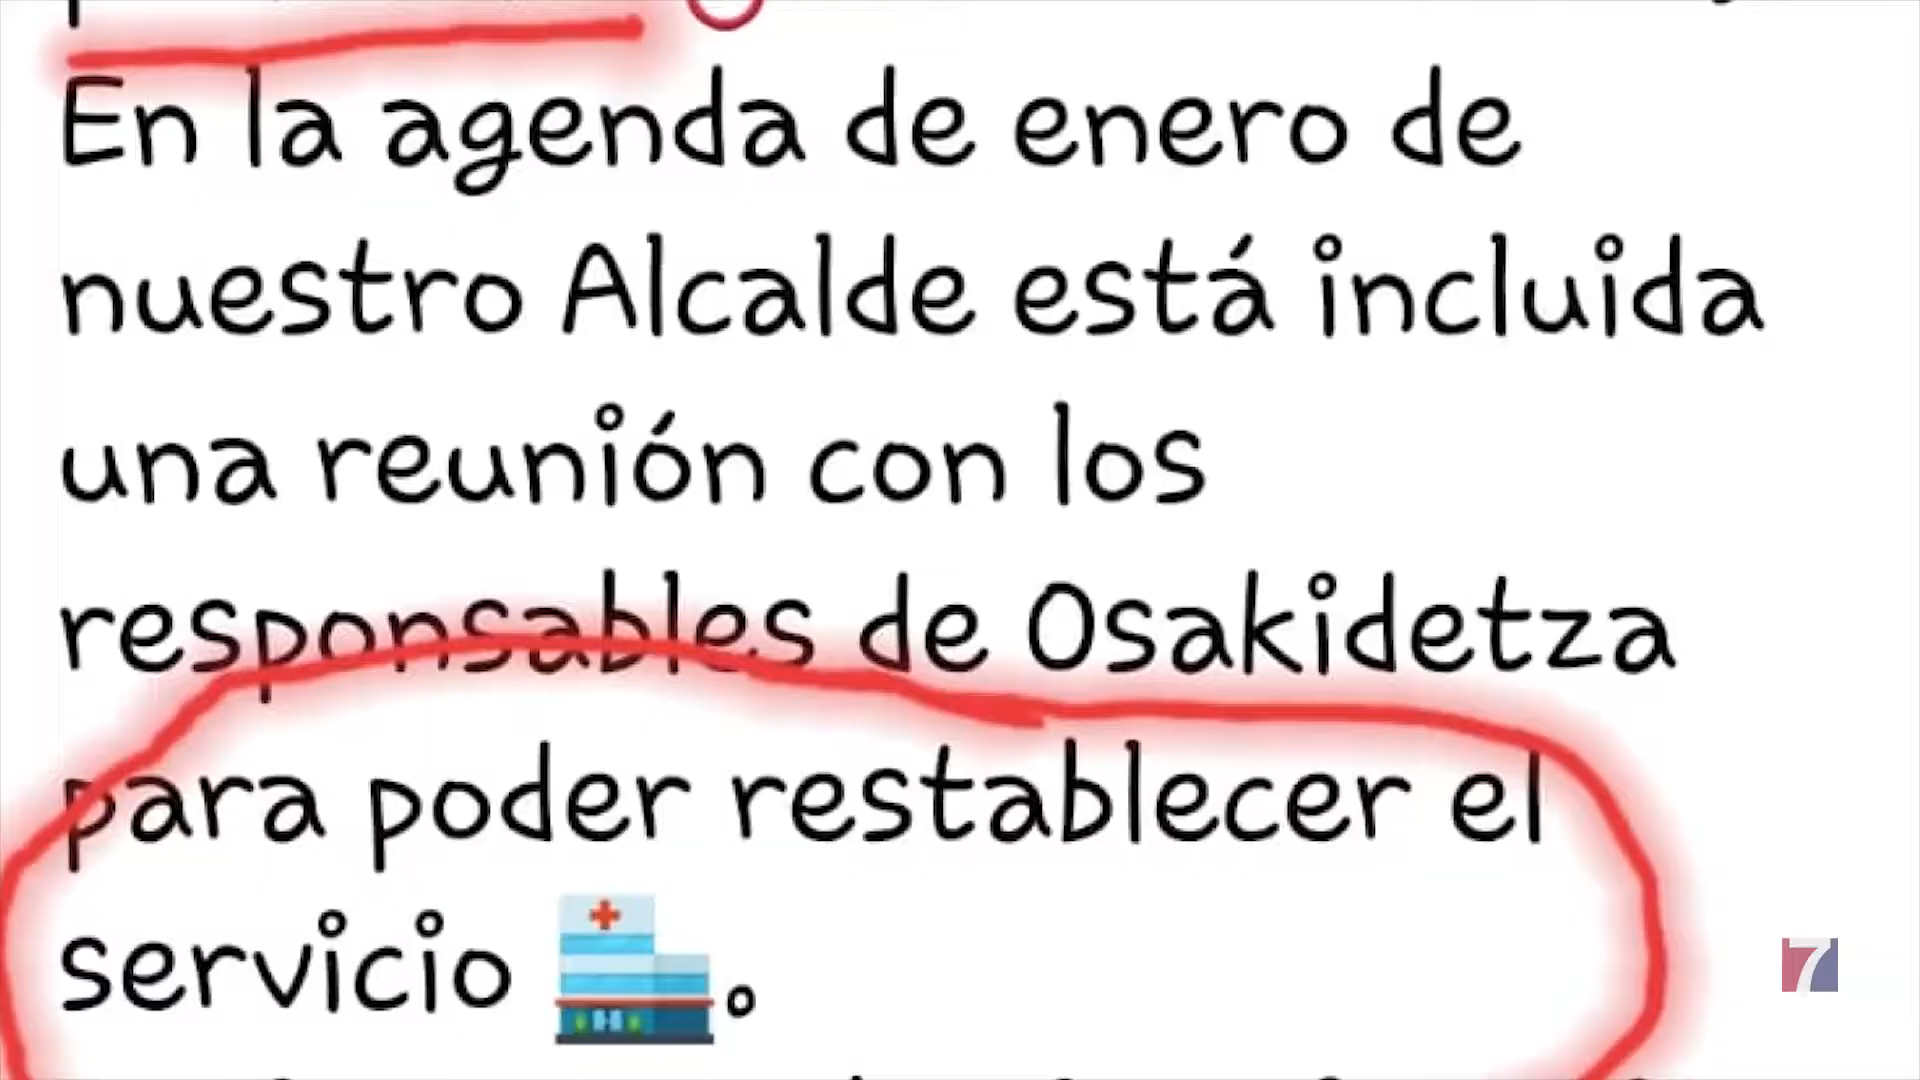 En la agenda de enero de
nuestro Alcalde está incluida
una reunión con los
responsables de Osakidetza
para poder restablecer el
servicio 🏥.
7